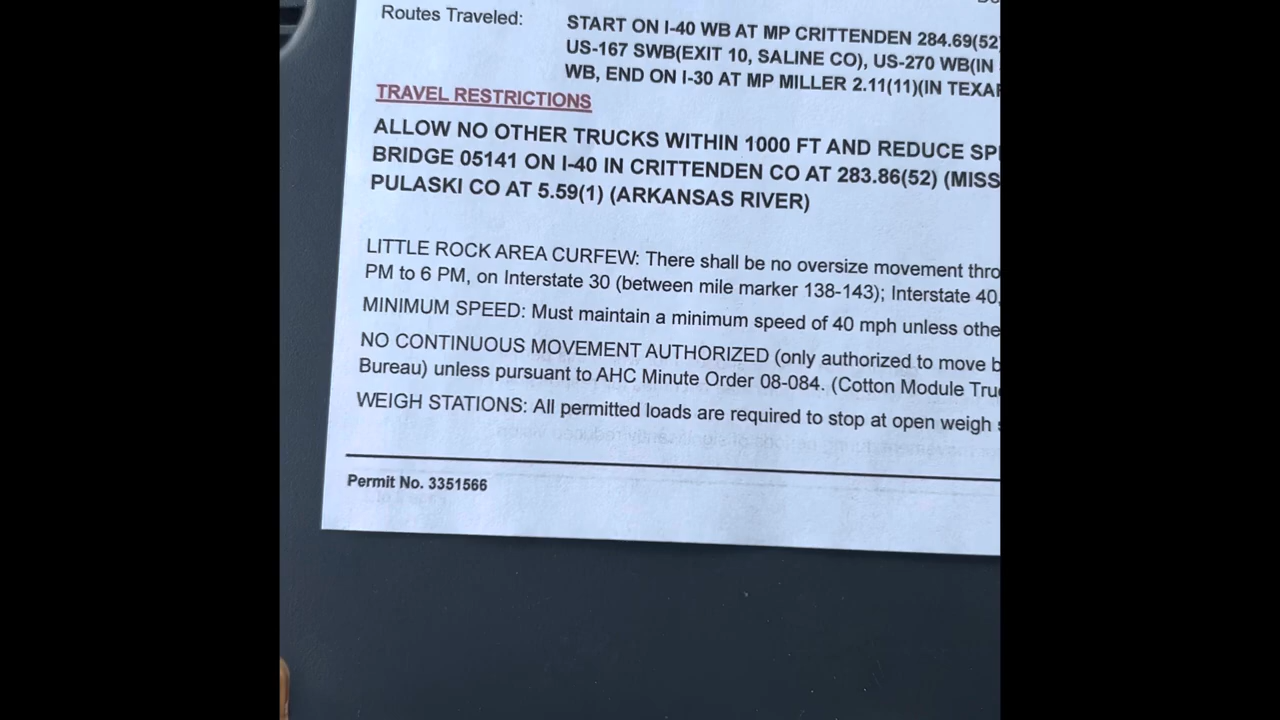 Routes Traveled: START ON I-40 WB AT MP CRITTENDEN 284.69(52)
US-167 SWB(EXIT 10, SALINE CO), US-270 WB(IN
WB, END ON I-30 AT MP MILLER 2.11(11)(IN
TRAVEL RESTRICTIONS
ALLOW NO OTHER TRUCKS WITHIN 1000 FT AND REDUCE
BRIDGE 05141 ON I-40 IN CRITTENDEN CO AT 283.86(52) (MISS
PULASKI CO AT 5.59(1) (ARKANSAS RIVER)
LITTLE ROCK AREA CURFEW: There shall be no oversize movement thro
PM to 6 PM, on Interstate 30 (between mile marker 138-143); Interstate 40,
MINIMUM SPEED: Must maintain a minimum speed of 40 mph unless othe
NO CONTINUOUS MOVEMENT AUTHORIZED (only authorized to move b
Bureau) unless pursuant to AHC Minute Order 08-084. (Cotton Module Tru
WEIGH STATIONS: All permitted loads are required to stop at open weigh
Permit No. 3351566